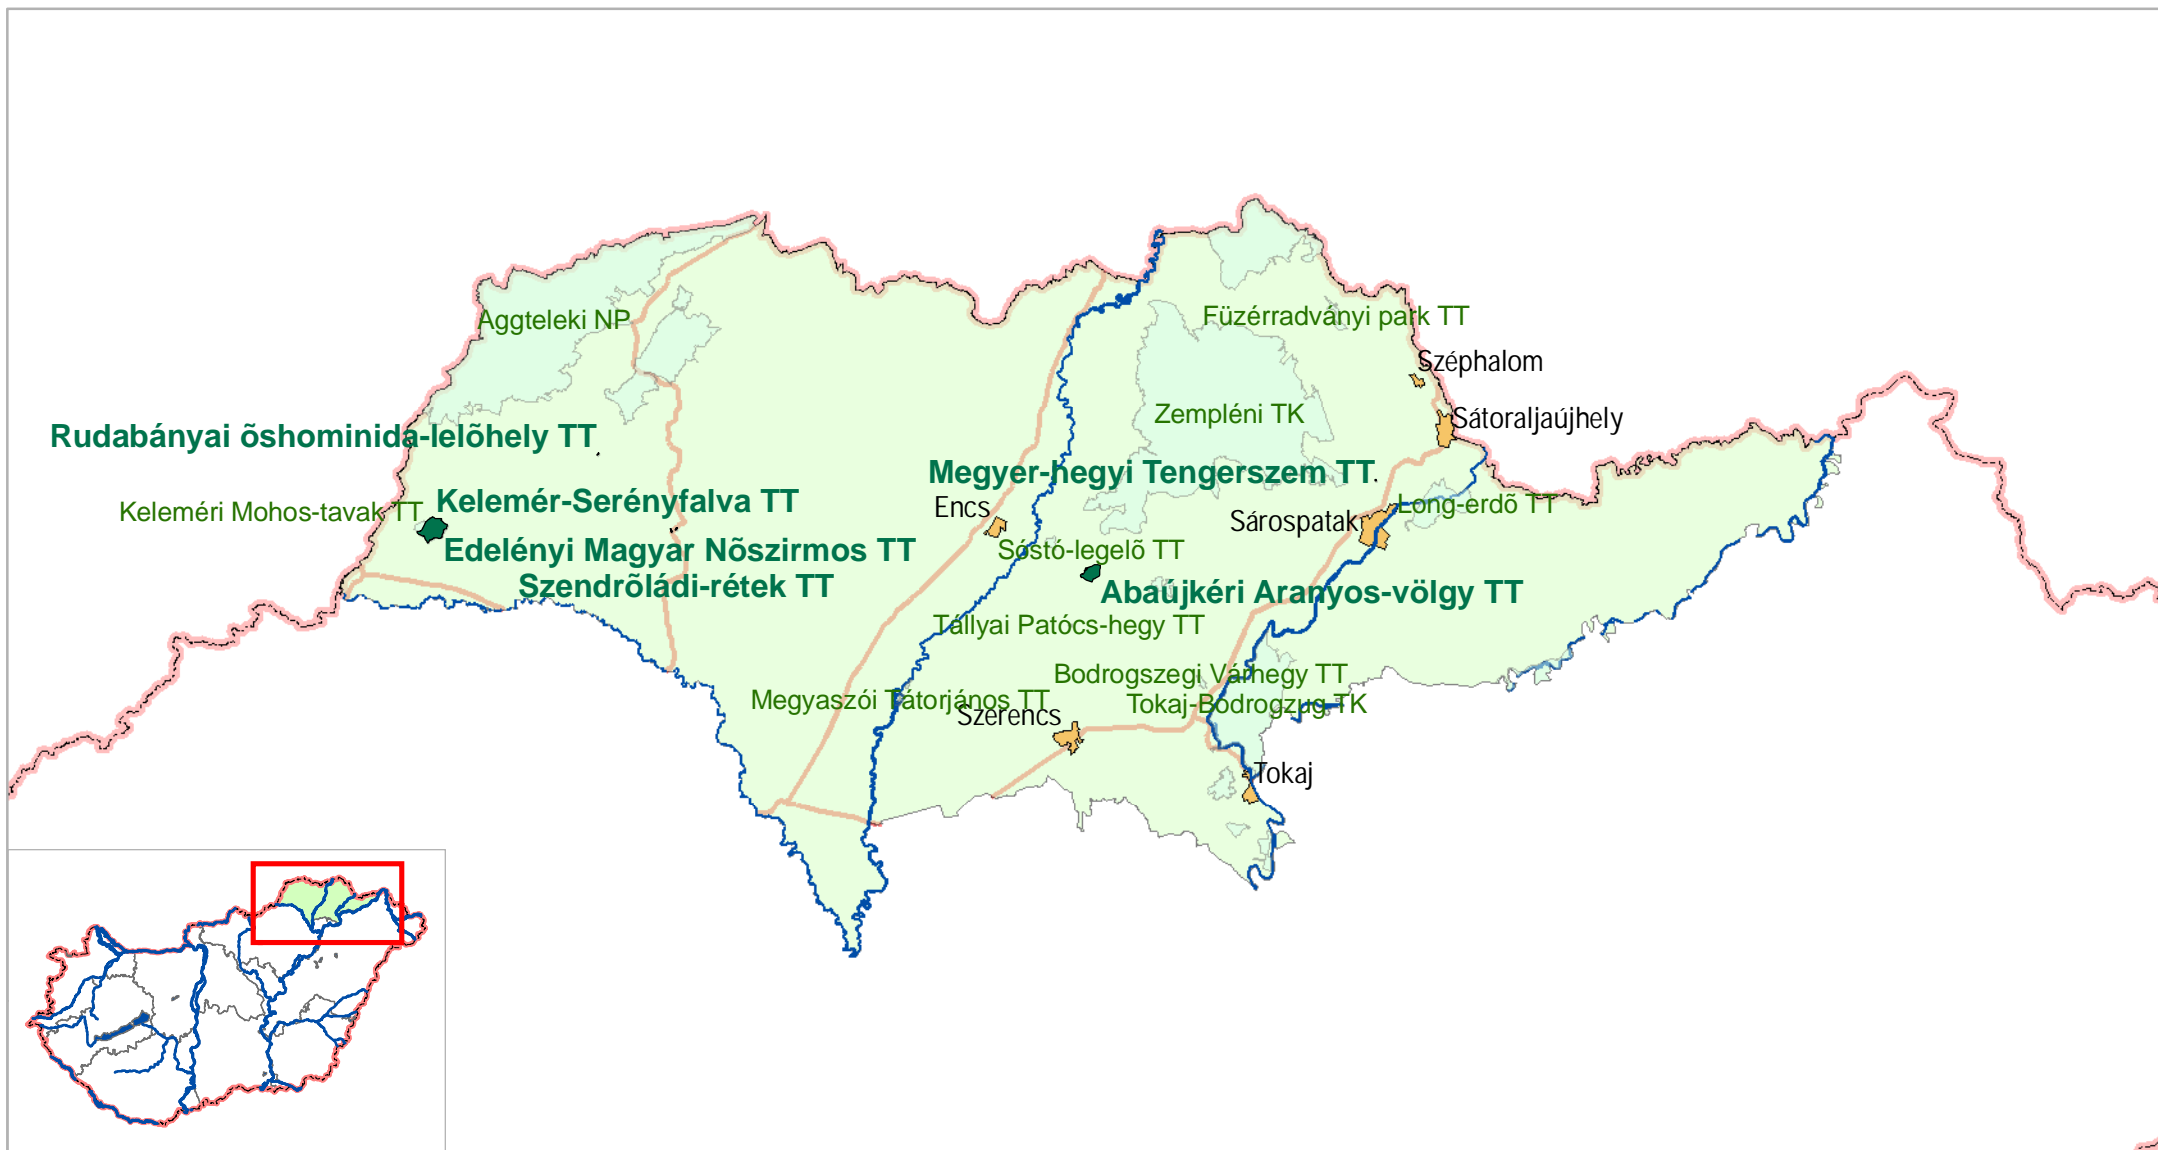 Aggteleki NP
Füzérradványi park TT
Széphalom
Zempléni TK
Sátoraljaújhely
Rudabányai õshominida-lelõhely TT
Megyer-hegyi Tengerszem TT
Keleméri Mohos-tavak TT
Kelemér-Serényfalva TT
Encs
Sárospatak
Long-erdõ TT
Edelényi Magyar Nõszirmos TT
Sóstó-legelõ TT
Szendrõládi-rétek TT
Abaújkéri Aranyos-völgy TT
Tállyai Patócs-hegy TT
Bodrogszegi Várhegy TT
Megyaszói Tátorjános TT
Tokaj-Bodrogzug TK
Szerencs
Tokaj